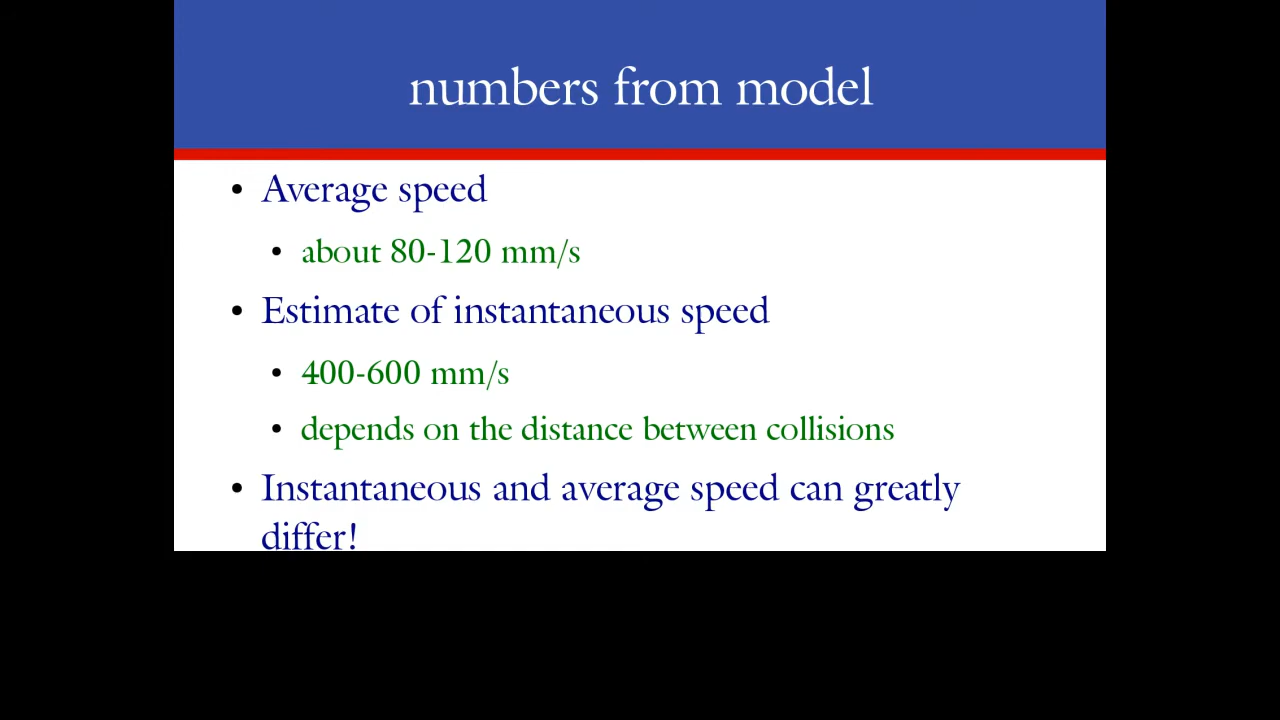 numbers from model
• Average speed
• about 80-120 mm/s
• Estimate of instantaneous speed
• 400-600 mm/s
• depends on the distance between collisions
• Instantaneous and average speed can greatly
differ!